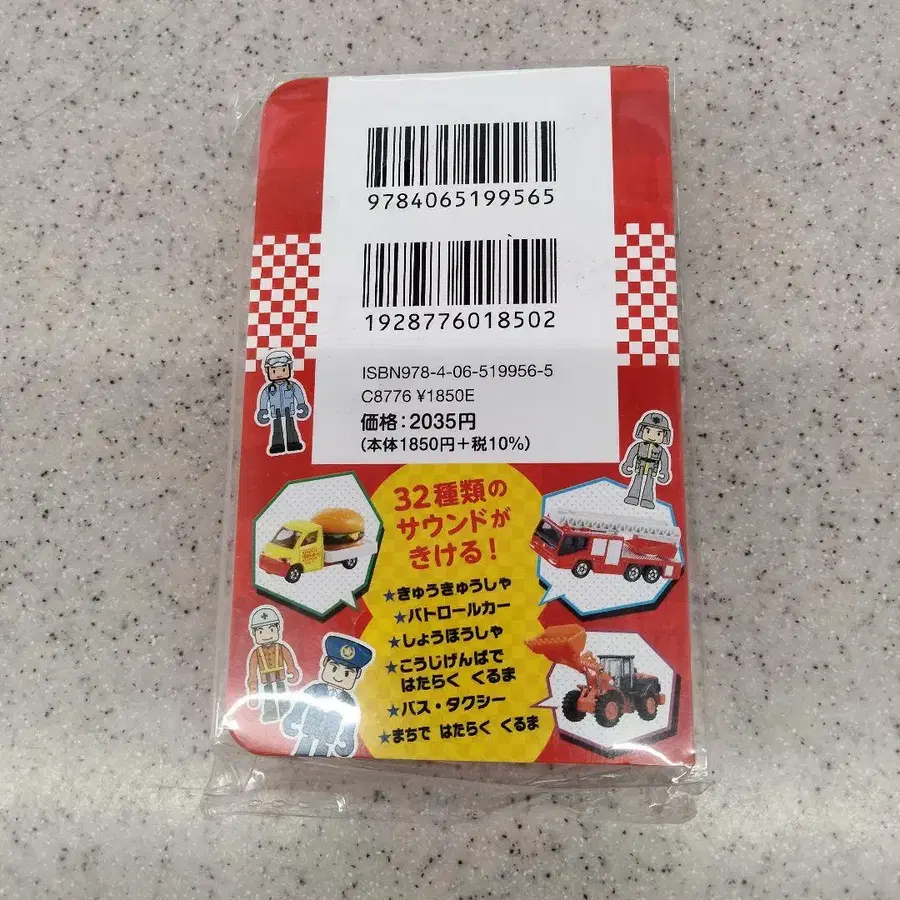 9784065199565
1928776018502
ISBN978-4-06-519956-5
C8776 ¥1850E
価格:2035円
(本体1850円+税10%)
32種類の
サウンドが
きける!
★きゅうきゅうしゃ
★パトロールカー
★しょうぼうしゃ
★こうじげんばで
はたらく くるま
★バス・タクシー
★まちで はたらく くるま